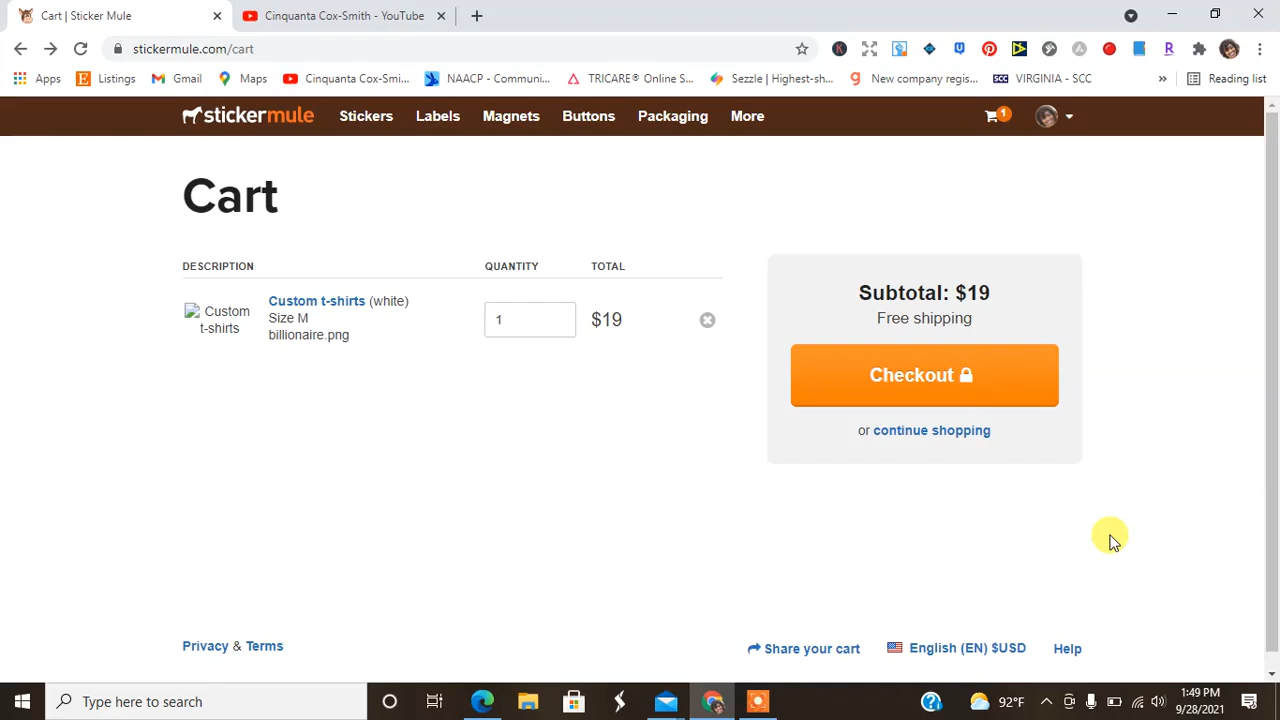 Cart | Sticker Mule
Cinquanta Cox-Smith - YouTube
stickermule.com/cart
Apps
Listings
Gmail
Maps
Cinquanta Cox-Smi...
NAACP - Communi...
TRICARE® Online S...
Sezzle | Highest-sh...
New company regis...
SCC VIRGINIA - SCC
»
Reading list
stickermule
Stickers
Labels
Magnets
Buttons
Packaging
More
1
Cart
DESCRIPTION
QUANTITY
TOTAL
Custom t-shirts
Custom t-shirts (white)
Size M
billionaire.png
1
$19
Subtotal: $19
Free shipping
Checkout
or continue shopping
Privacy & Terms
Share your cart
English (EN) $USD
Help
Type here to search
92°F
1:49 PM
9/28/2021